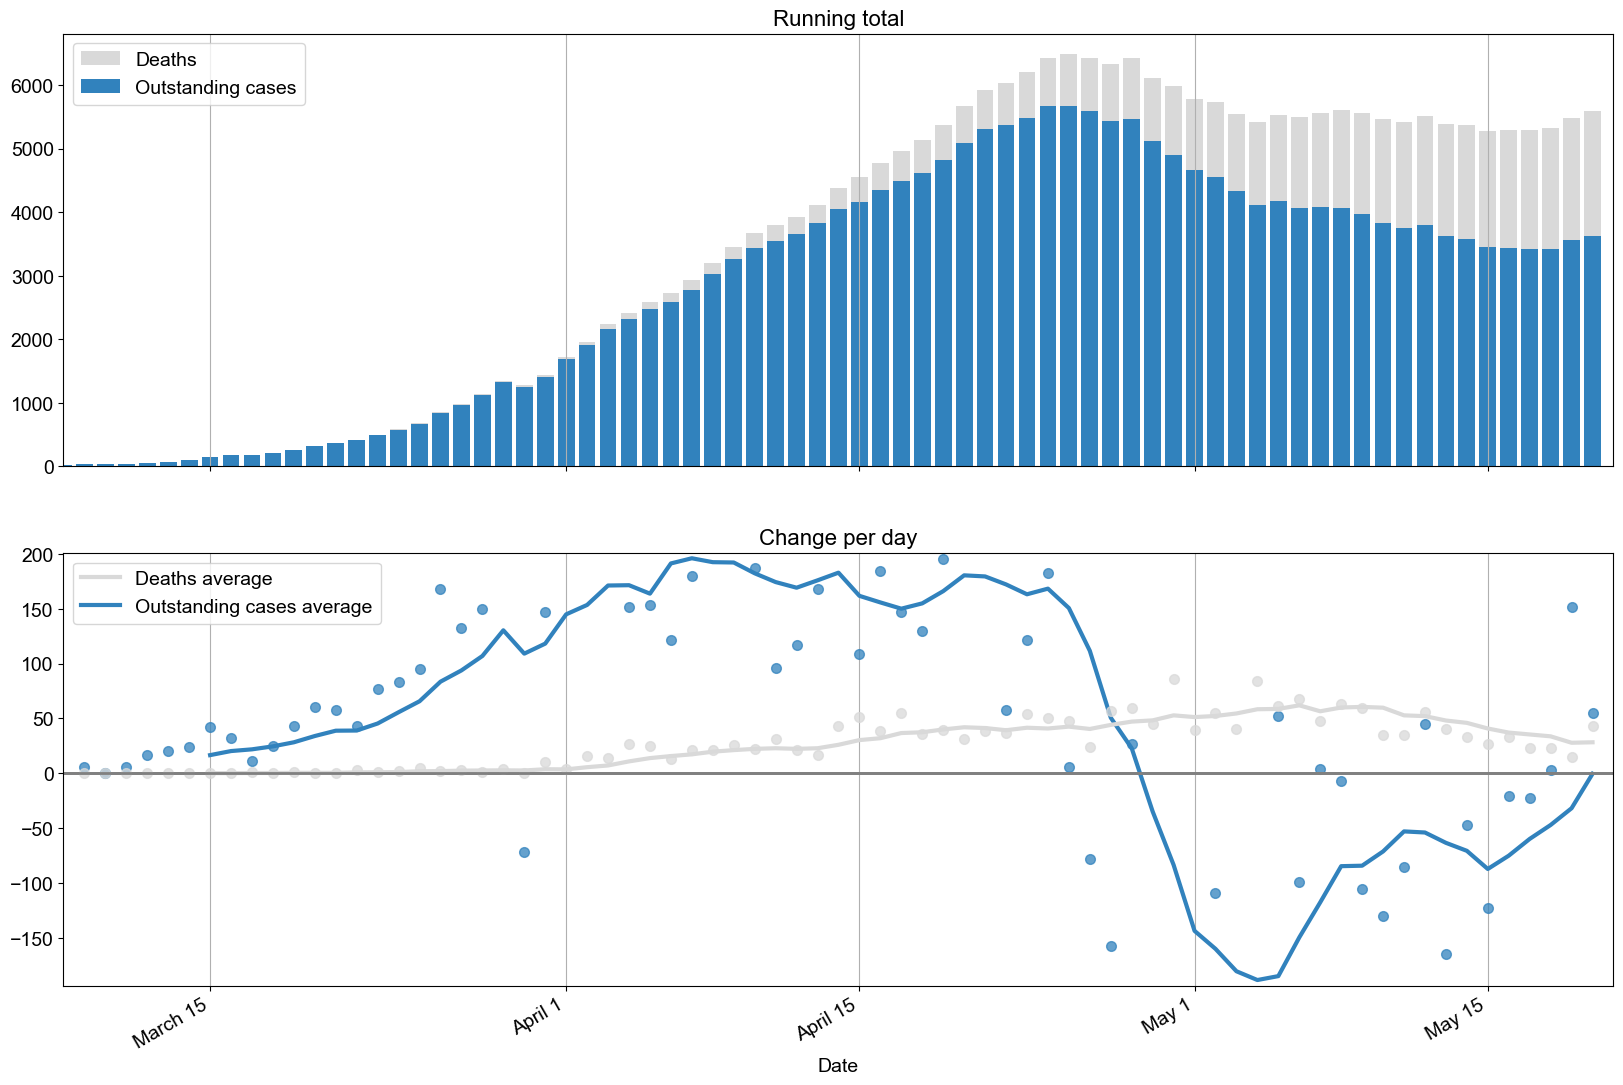 Running total
Deaths
Outstanding cases
6000
5000
4000
3000
2000
1000
0
Change per day
Deaths average
Outstanding cases average
200
150
100
50
0
−50
−100
−150
March 15
April 1
April 15
May 1
May 15
Date